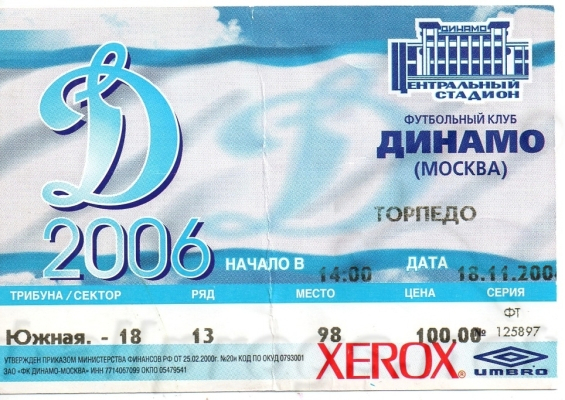 ДИНАМО
ЦЕНТРАЛЬНЫЙ
СТАДИОН
ФУТБОЛЬНЫЙ КЛУБ
ДИНАМО
(МОСКВА)
Д
ТОРПЕДО
2006
НАЧАЛО В 14:00 ДАТА 18.11.200
ТРИБУНА / СЕКТОР РЯД МЕСТО ЦЕНА СЕРИЯ
ФТ
Южная. - 18 13 98 100,00 № 125897
УТВЕРЖДЕН ПРИКАЗОМ МИНИСТЕРСТВА ФИНАНСОВ РФ ОТ 25.02.2000г. №20н КОД ПО ОКУД 0793001
ЗАО «ФК ДИНАМО-МОСКВА» ИНН 7714067099 ОКПО 05479541
XEROX
UMBRO